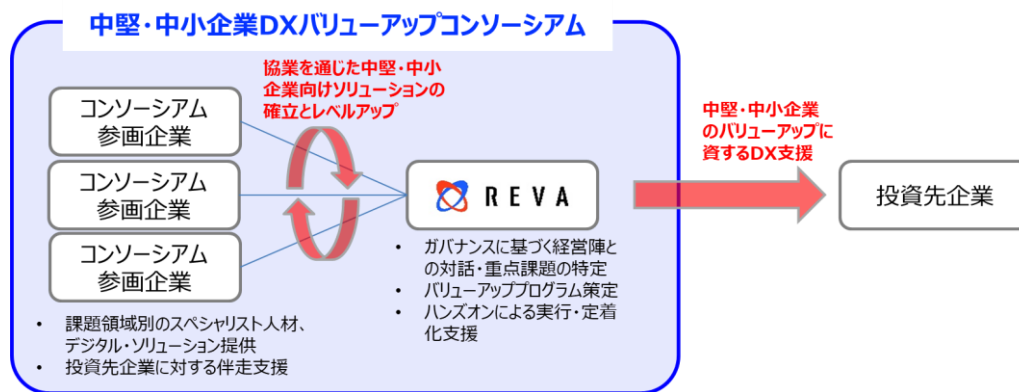 中堅・中小企業DXバリューアップコンソーシアム
協業を通じた中堅・中小
企業向けソリューションの
確立とレベルアップ
コンソーシアム
参画企業
コンソーシアム
参画企業
コンソーシアム
参画企業
• 課題領域別のスペシャリスト人材、
デジタル・ソリューション提供
• 投資先企業に対する伴走支援
REVA
• ガバナンスに基づく経営陣と
の対話・重点課題の特定
• バリューアッププログラム策定
• ハンズオンによる実行・定着
化支援
中堅・中小企業
のバリューアップに
資するDX支援
投資先企業